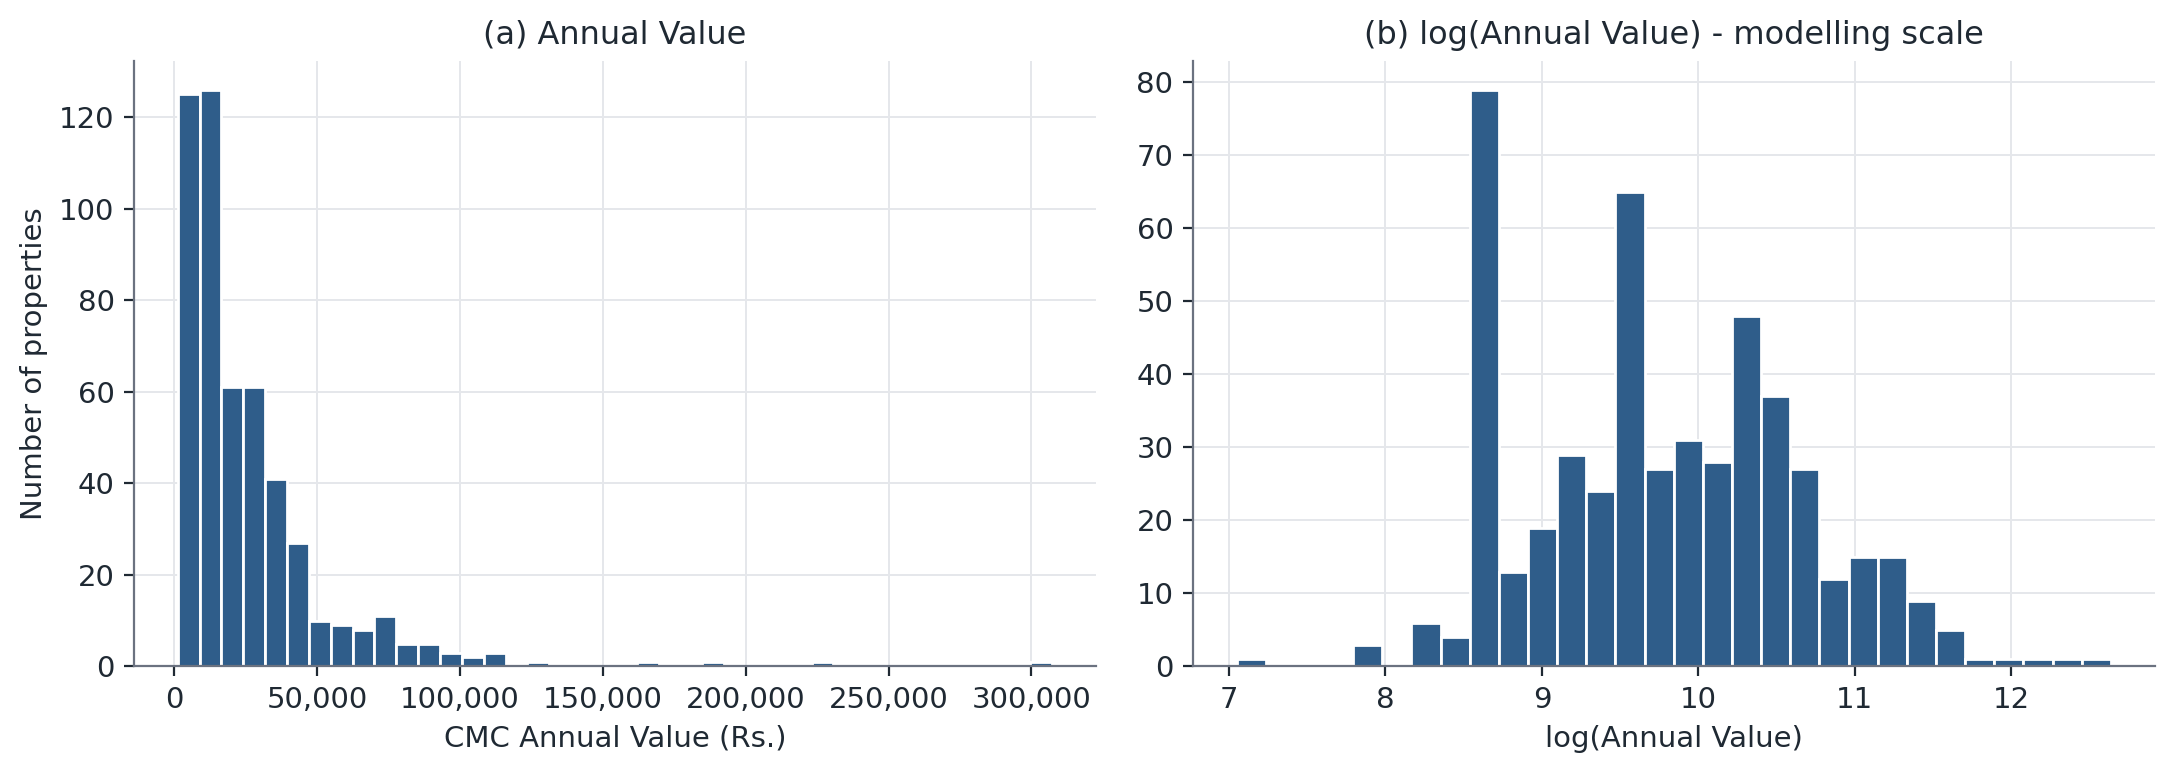 (a) Annual Value
Number of properties
120
100
80
60
40
20
0
0 50,000 100,000 150,000 200,000 250,000 300,000
CMC Annual Value (Rs.)
(b) log(Annual Value) - modelling scale
80
70
60
50
40
30
20
10
0
7 8 9 10 11 12
log(Annual Value)